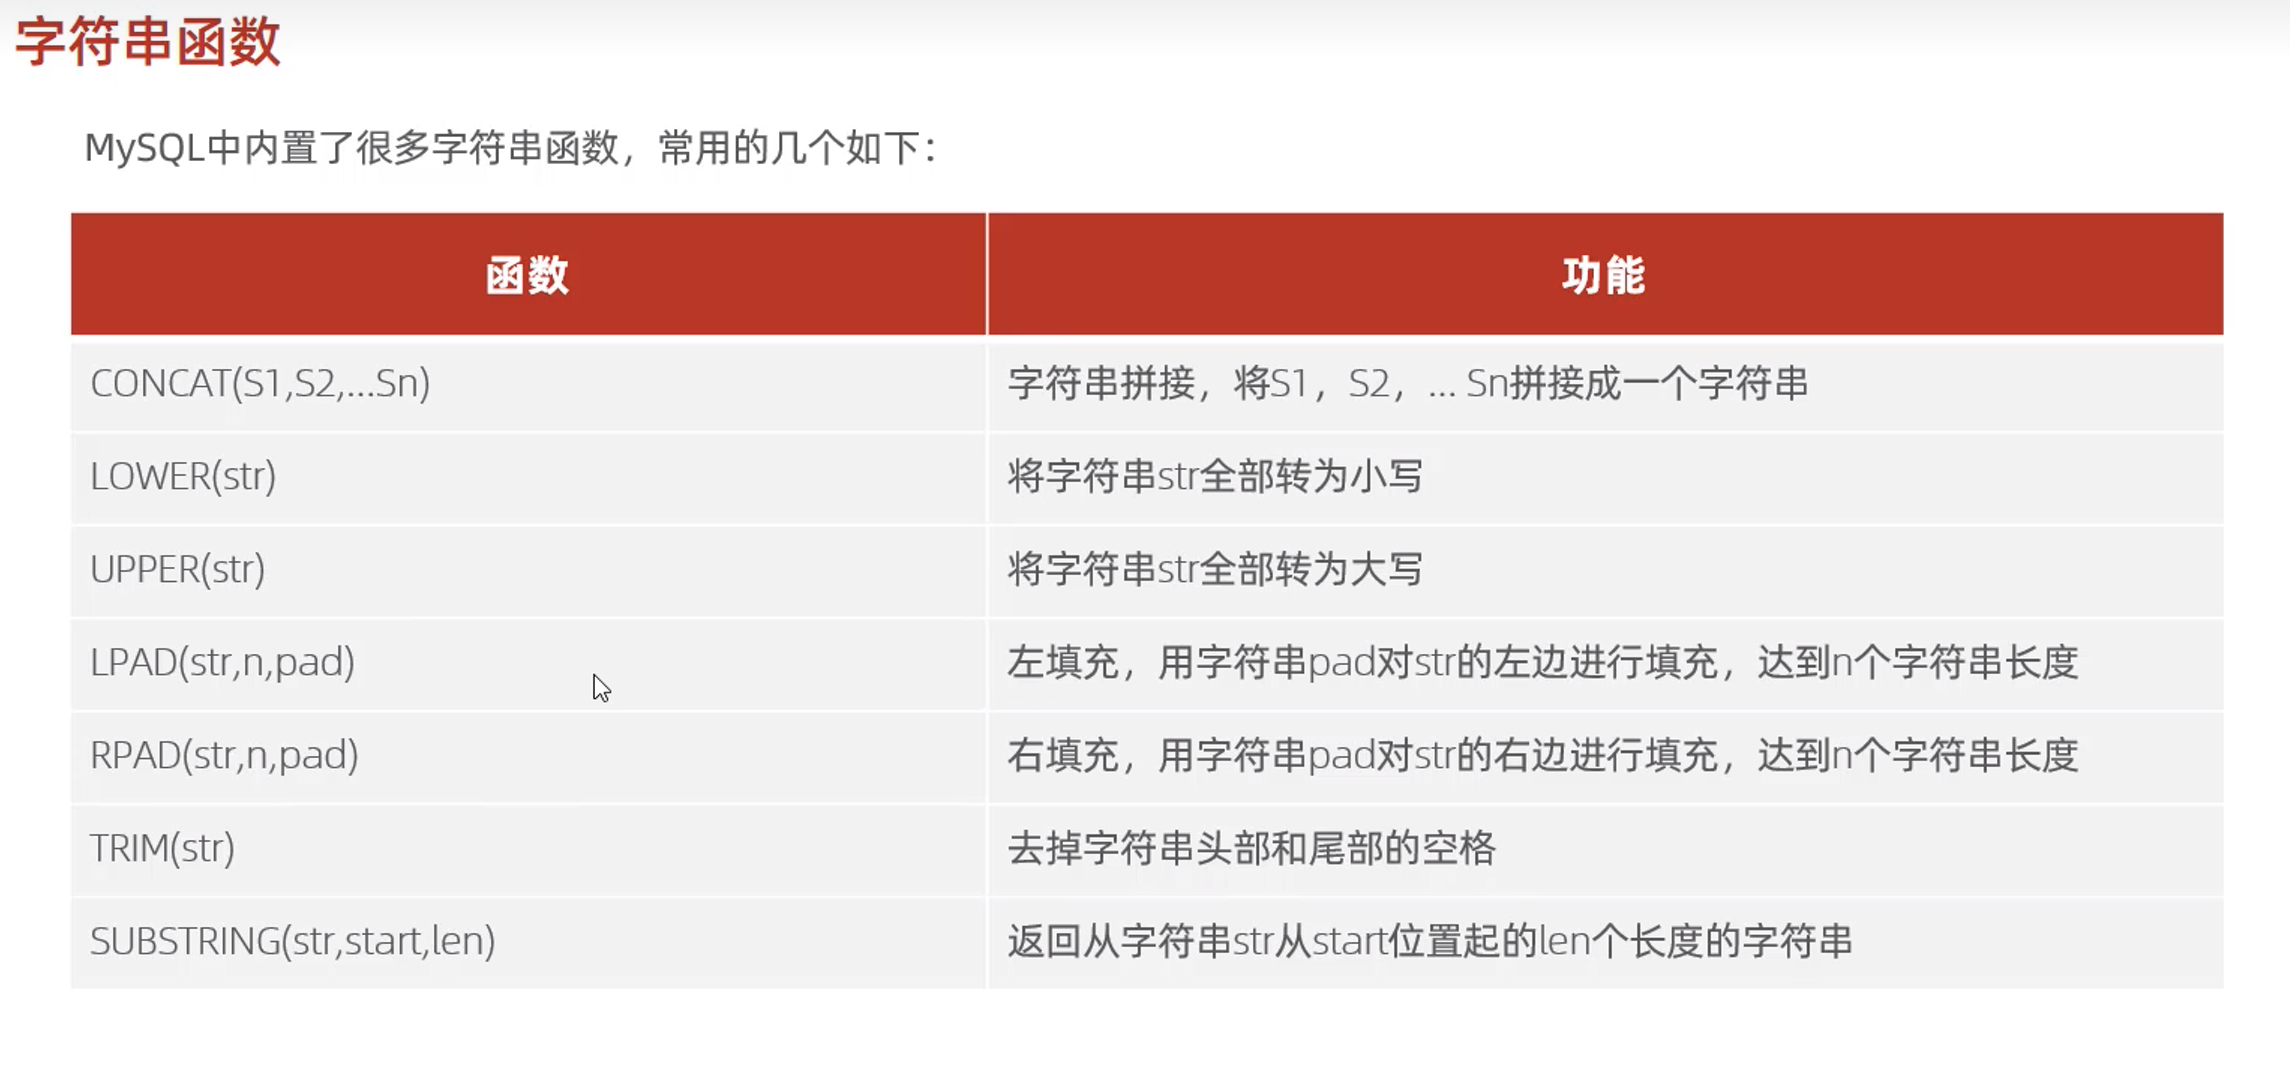 字符串函数
MySQL中内置了很多字符串函数，常用的几个如下：
函数 功能
CONCAT(S1,S2,...Sn) 字符串拼接，将S1，S2，... Sn拼接成一个字符串
LOWER(str) 将字符串str全部转为小写
UPPER(str) 将字符串str全部转为大写
LPAD(str,n,pad) 左填充，用字符串pad对str的左边进行填充，达到n个字符串长度
RPAD(str,n,pad) 右填充，用字符串pad对str的右边进行填充，达到n个字符串长度
TRIM(str) 去掉字符串头部和尾部的空格
SUBSTRING(str,start,len) 返回从字符串str从start位置起的len个长度的字符串